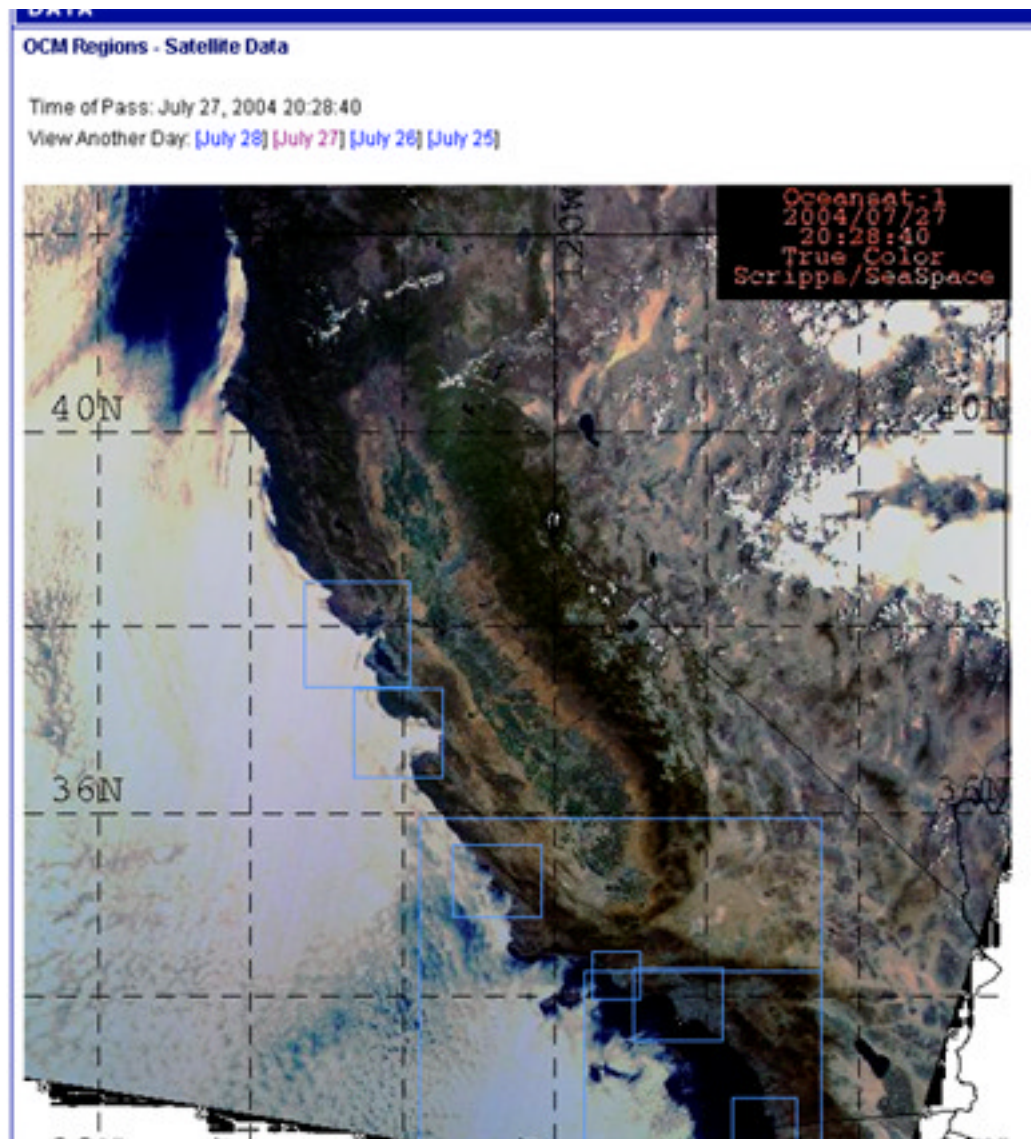 DATA
OCM Regions - Satellite Data
Time of Pass: July 27, 2004 20:28:40
View Another Day: [July 28] [July 27] [July 26] [July 25]
Oceansat-1
2004/07/27
20:28:40
True Color
Scripps/SeaSpace
120W
40N 40N
36N 36N